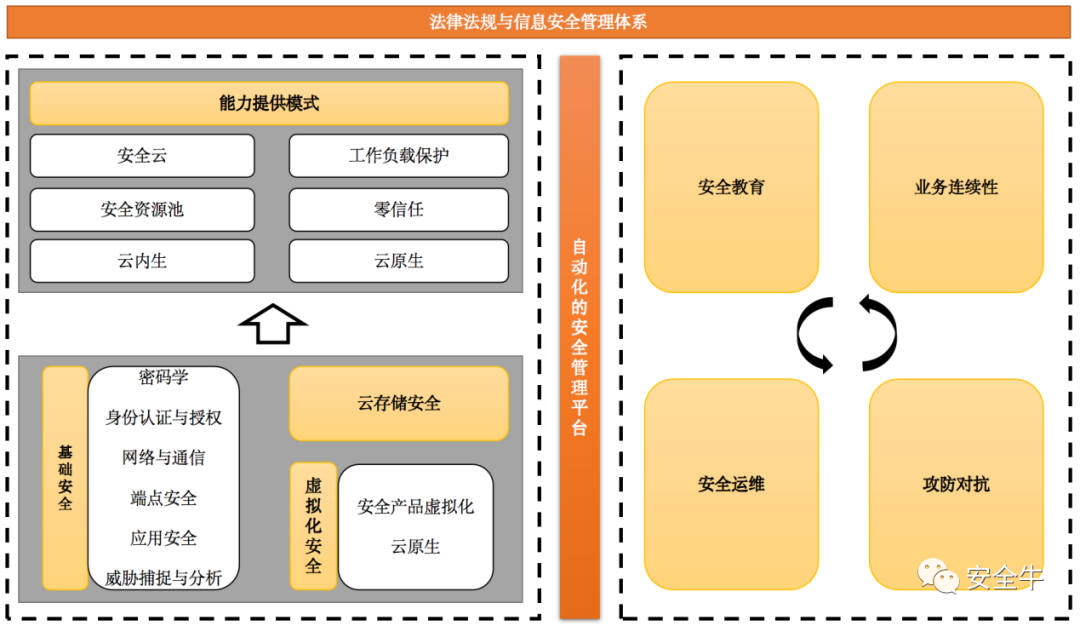 法律法规与信息安全管理体系
能力提供模式
安全云
工作负载保护
安全资源池
零信任
云内生
云原生
基础安全
密码学
身份认证与授权
网络与通信
端点安全
应用安全
威胁捕捉与分析
云存储安全
虚拟化安全
安全产品虚拟化
云原生
自动化的安全管理平台
安全教育
业务连续性
安全运维
攻防对抗
安全牛